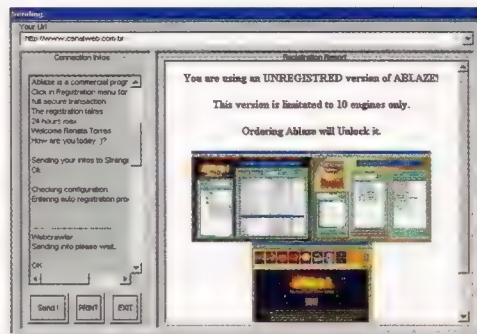 Sending
Your Url
http://www.canalweb.com.br
Connection Infos
Ablaze is a commercial progr
Click in Registration menu for
full secure transaction
The registration takes
24 hours max
Welcome Renata Torres
How are you today :)?
Sending your infos to
Ok
Checking configuration
Entering auto registration pro
Webcrawler
Sending info please wait..
OK
Send !
PRINT
EXIT
Registration Report
You are using an UNREGISTRED version of ABLAZE!
This version is limitated to 10 engines only.
Ordering Ablaze will Unlock it.